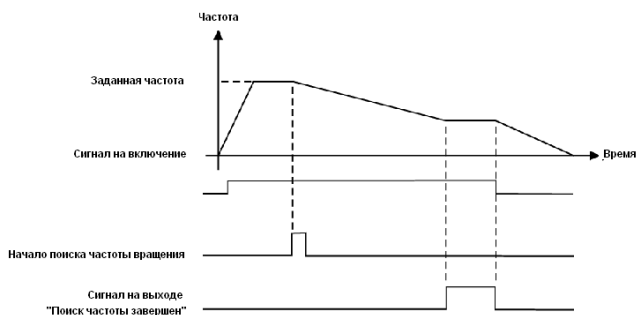 Частота
Заданная частота
Сигнал на включение
Время
Начало поиска частоты вращения
Сигнал на выходе
"Поиск частоты завершен"